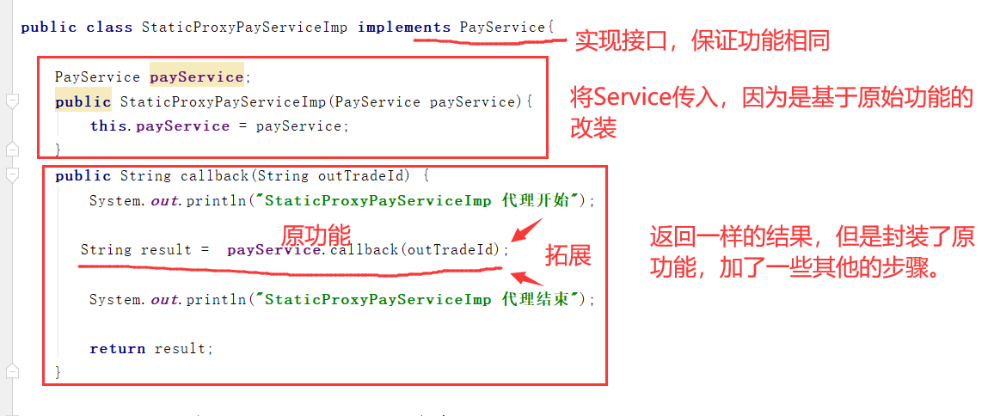 public class StaticProxyPayServiceImp implements PayService{
实现接口，保证功能相同
PayService payService;
public StaticProxyPayServiceImp(PayService payService){
this.payService = payService;
}
将Service传入，因为是基于原始功能的
改装
public String callback(String outTradeId) {
System.out.println("StaticProxyPayServiceImp 代理开始");
原功能
String result = payService.callback(outTradeId);
拓展
System.out.println("StaticProxyPayServiceImp 代理结束");
return result;
}
返回一样的结果，但是封装了原
功能，加了一些其他的步骤。